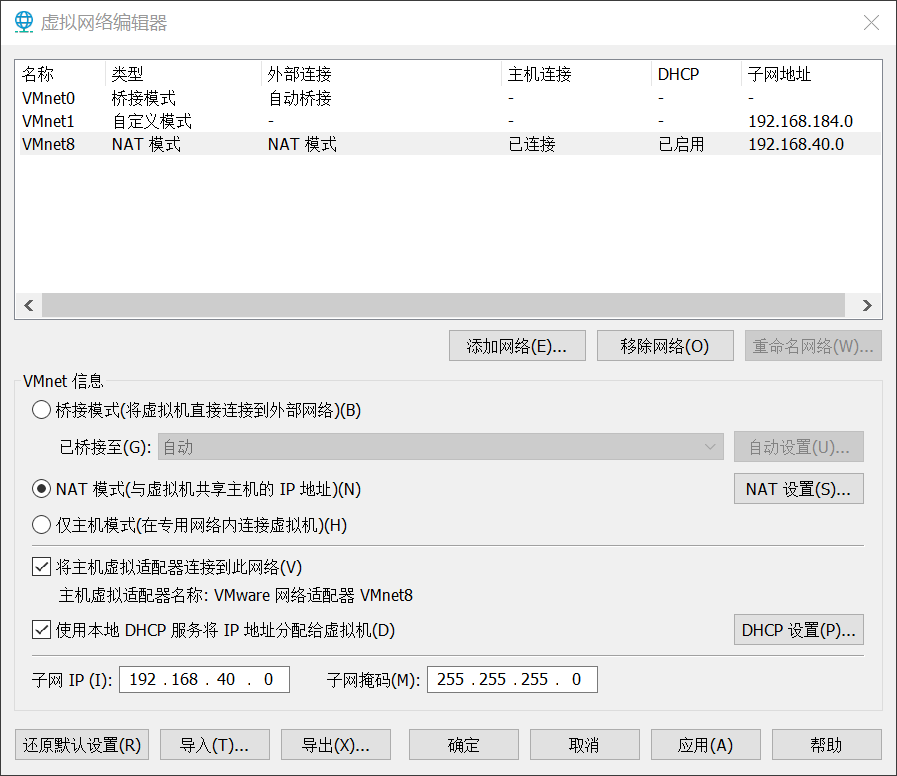 虚拟网络编辑器
名称 类型 外部连接 主机连接 DHCP 子网地址
VMnet0 桥接模式 自动桥接 - - -
VMnet1 自定义模式 - - - 192.168.184.0
VMnet8 NAT 模式 NAT 模式 已连接 已启用 192.168.40.0
添加网络(E)... 移除网络(O) 重命名网络(W)...
VMnet 信息
桥接模式(将虚拟机直接连接到外部网络)(B)
已桥接至(G): 自动 自动设置(U)...
NAT 模式(与虚拟机共享主机的 IP 地址)(N) NAT 设置(S)...
仅主机模式(在专用网络内连接虚拟机)(H)
将主机虚拟适配器连接到此网络(V)
主机虚拟适配器名称: VMware 网络适配器 VMnet8
使用本地 DHCP 服务将 IP 地址分配给虚拟机(D) DHCP 设置(P)...
子网 IP (I): 192 . 168 . 40 . 0 子网掩码(M): 255 . 255 . 255 . 0
还原默认设置(R) 导入(T)... 导出(X)... 确定 取消 应用(A) 帮助